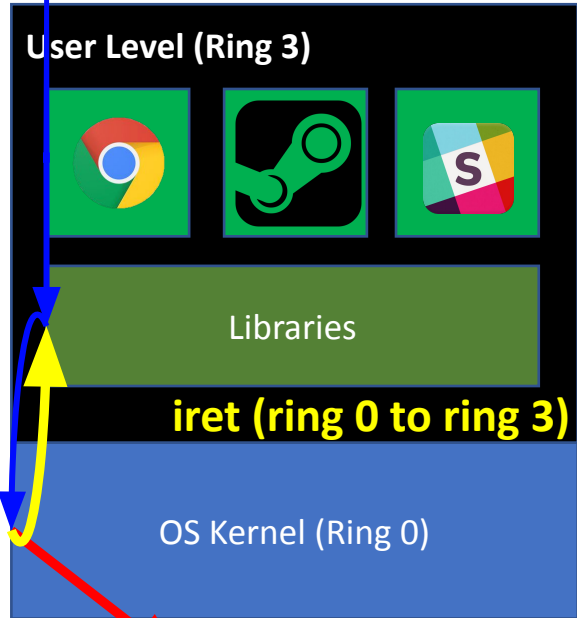 User Level (Ring 3)
S
Libraries
iret (ring 0 to ring 3)
OS Kernel (Ring 0)